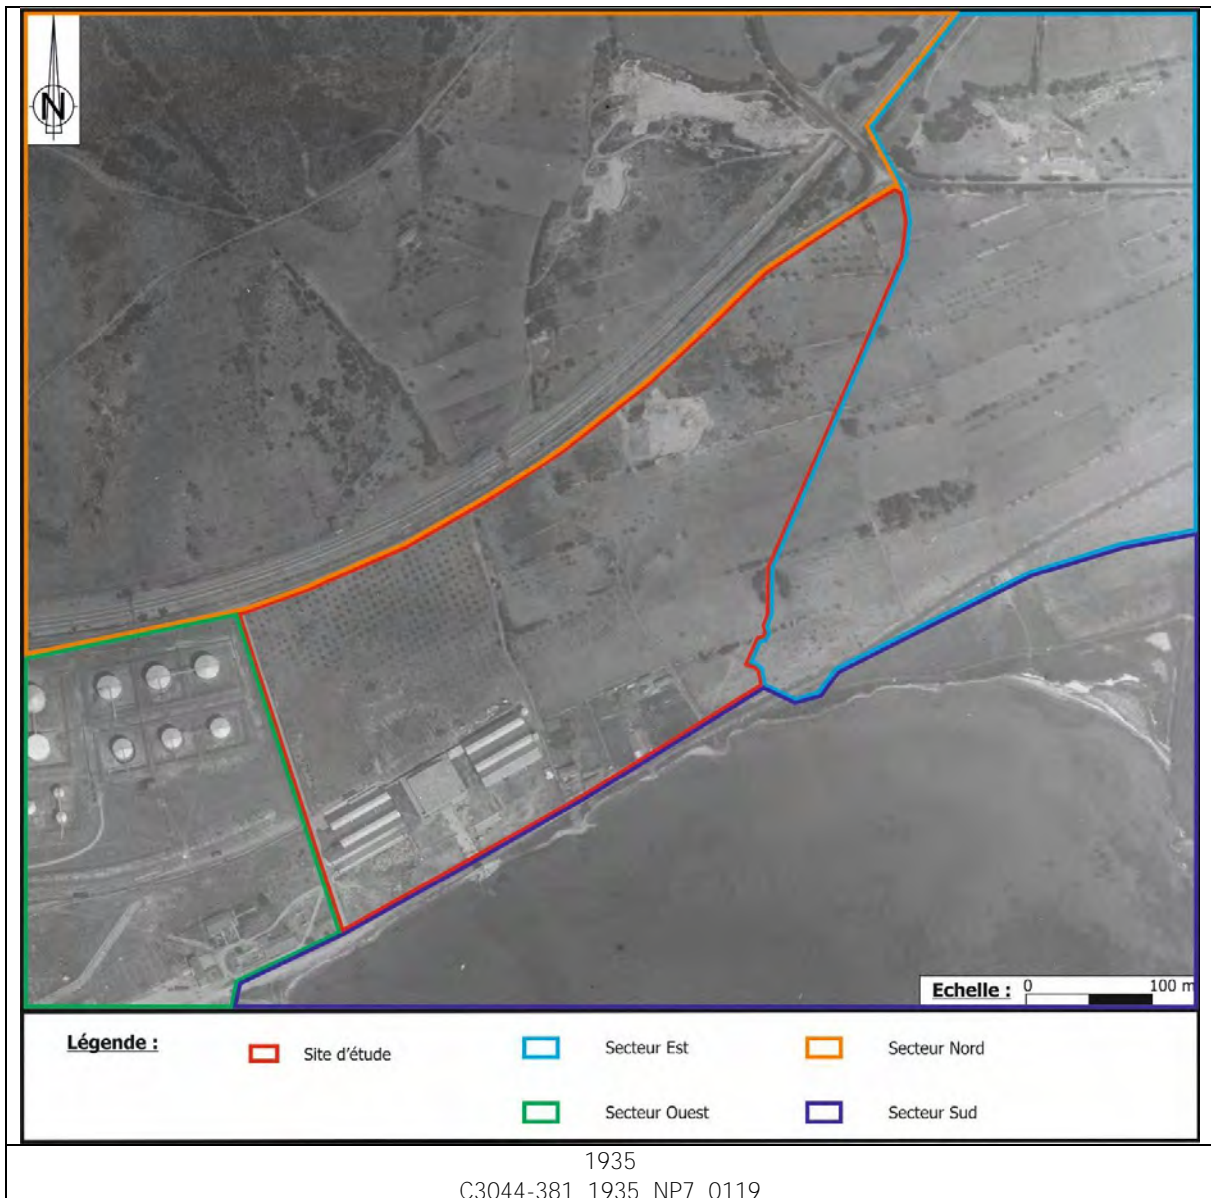 N
Echelle : 0 100 m
Légende :
Site d'étude
Secteur Est
Secteur Nord
Secteur Ouest
Secteur Sud
1935
C3044-381_1935_NP7_0119